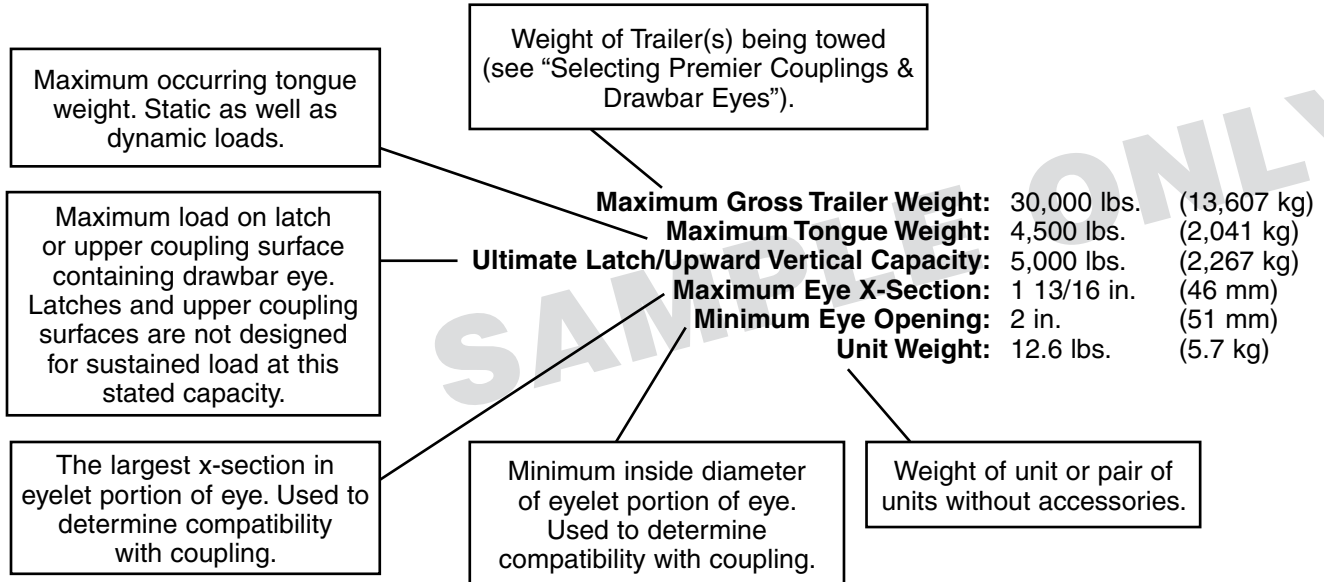 Weight of Trailer(s) being towed
(see “Selecting Premier Couplings &
Drawbar Eyes”).
Maximum occurring tongue
weight. Static as well as
dynamic loads.
Maximum load on latch
or upper coupling surface
containing drawbar eye.
Latches and upper coupling
surfaces are not designed
for sustained load at this
stated capacity.
Maximum Gross Trailer Weight: 30,000 lbs. (13,607 kg)
Maximum Tongue Weight: 4,500 lbs. (2,041 kg)
Ultimate Latch/Upward Vertical Capacity: 5,000 lbs. (2,267 kg)
Maximum Eye X-Section: 1 13/16 in. (46 mm)
Minimum Eye Opening: 2 in. (51 mm)
Unit Weight: 12.6 lbs. (5.7 kg)
SAMPLE ONLY
The largest x-section in
eyelet portion of eye. Used to
determine compatibility
with coupling.
Minimum inside diameter
of eyelet portion of eye.
Used to determine
compatibility with coupling.
Weight of unit or pair of
units without accessories.